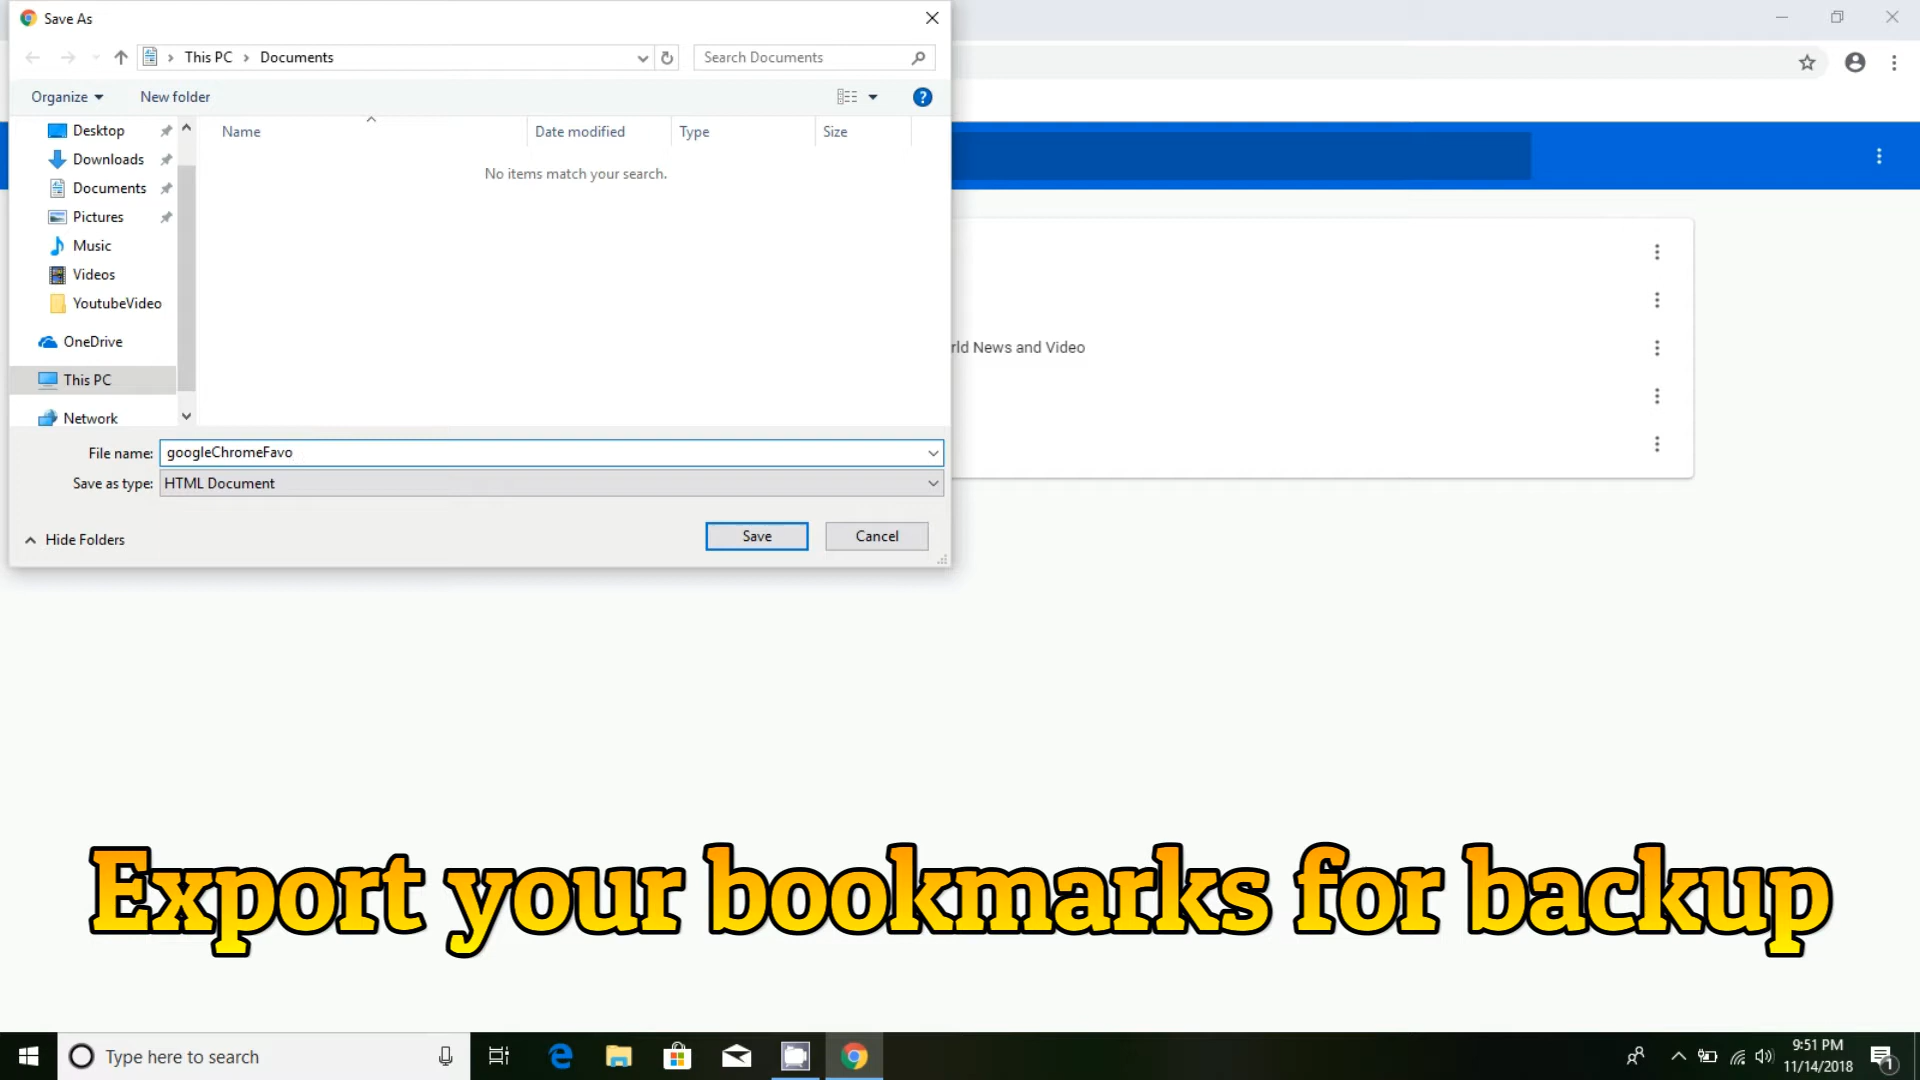 Save As
This PC
Documents
Search Documents
Organize
New folder
?
Name
Date modified
Type
Size
No items match your search.
Desktop
Downloads
Documents
Pictures
Music
Videos
YoutubeVideo
OneDrive
This PC
Network
rld News and Video
File name: googleChromeFavo
Save as type: HTML Document
Hide Folders
Save
Cancel
Export your bookmarks for backup
Type here to search
9:51 PM
11/14/2018
1